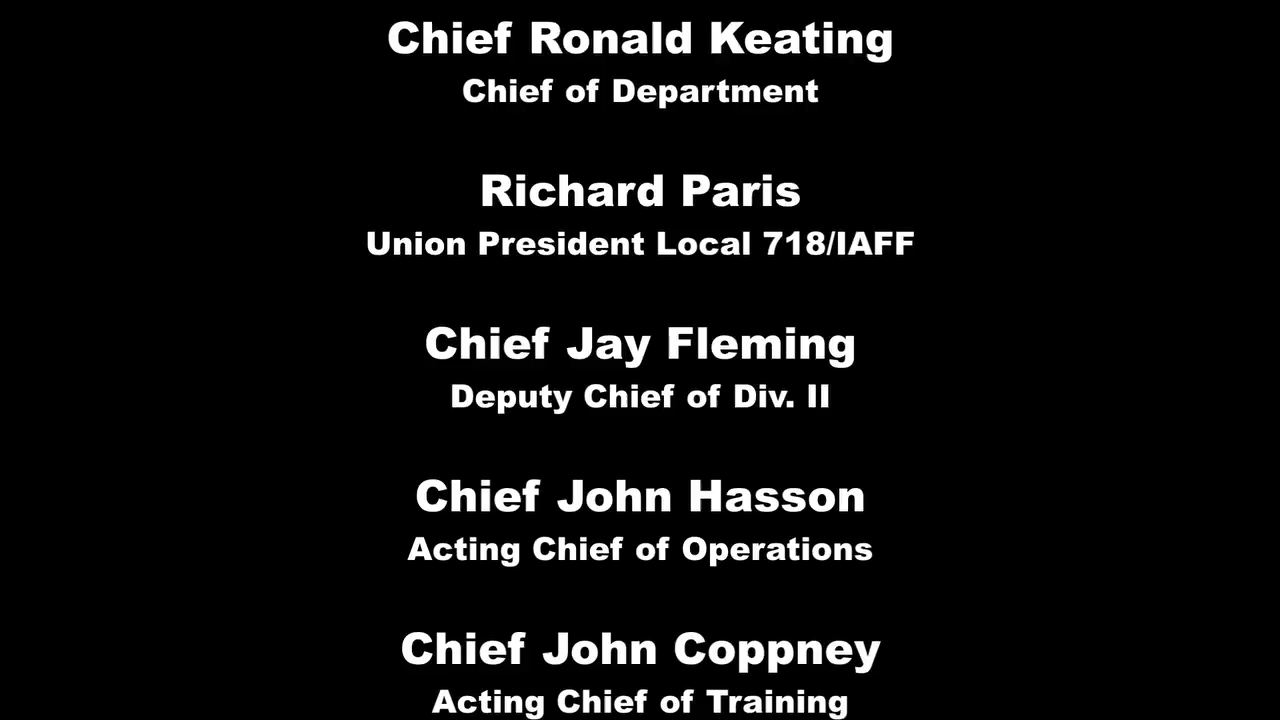 Chief Ronald Keating
Chief of Department
Richard Paris
Union President Local 718/IAFF
Chief Jay Fleming
Deputy Chief of Div. II
Chief John Hasson
Acting Chief of Operations
Chief John Coppney
Acting Chief of Training